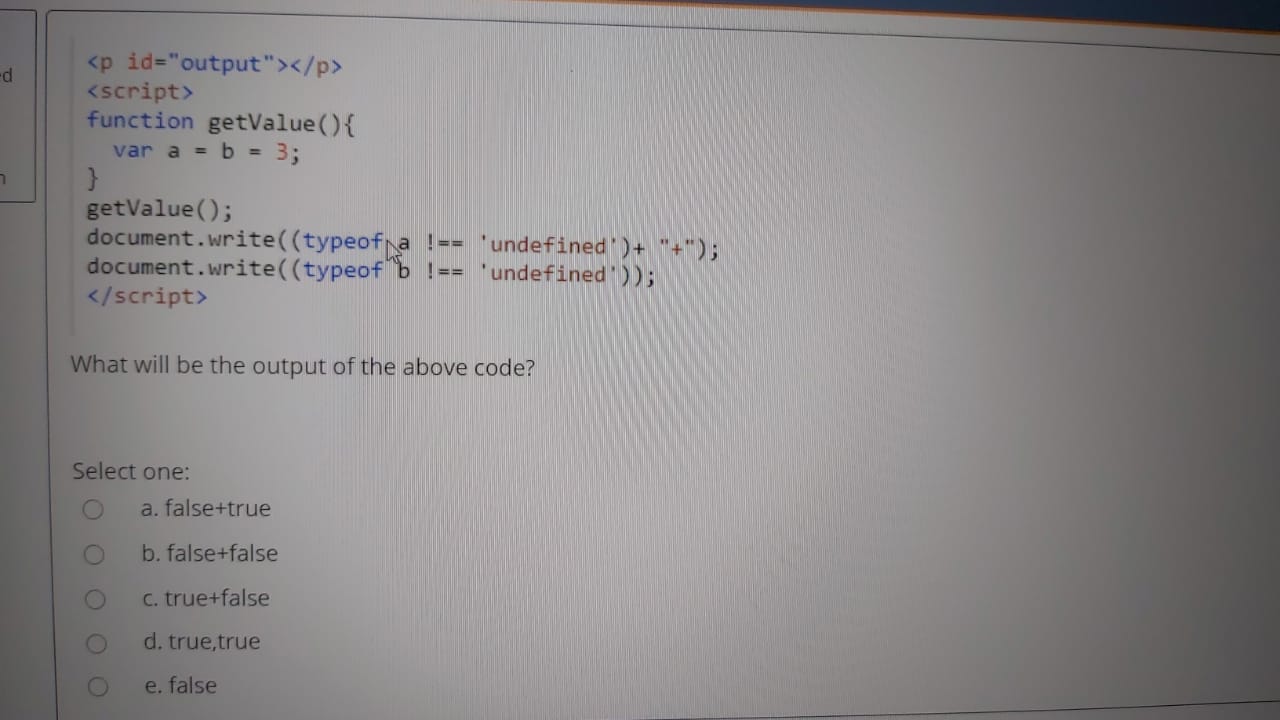 <p id="output"></p>
<script>
function getValue(){
  var a = b = 3;
}
getValue();
document.write((typeof a !== 'undefined')+ "+");
document.write((typeof b !== 'undefined'));
</script>
What will be the output of the above code?
Select one:
a. false+true
b. false+false
c. true+false
d. true,true
e. false